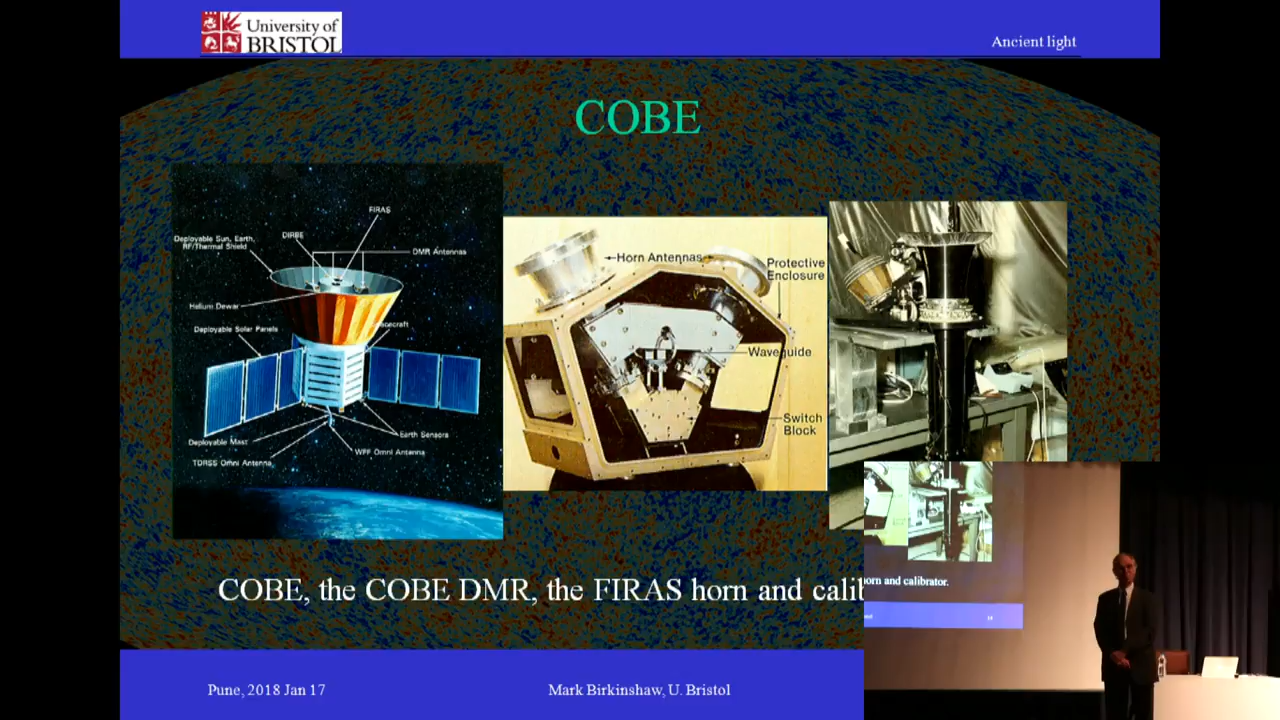 University of
BRISTOL
Ancient light
COBE
FIRAS
DIRBE
Deployable Sun, Earth,
RF/Thermal Shield
DMR Antennas
Helium Dewar
Deployable Solar Panels
Deployable Mast
TDRSS Omni Antenna
Earth Sensors
WFF Omni Antenna
Horn Antennas
Protective
Enclosure
Waveguide
Switch
Block
COBE, the COBE DMR, the FIRAS horn and calib
horn and calibrator.
Pune, 2018 Jan 17
Mark Birkinshaw, U. Bristol